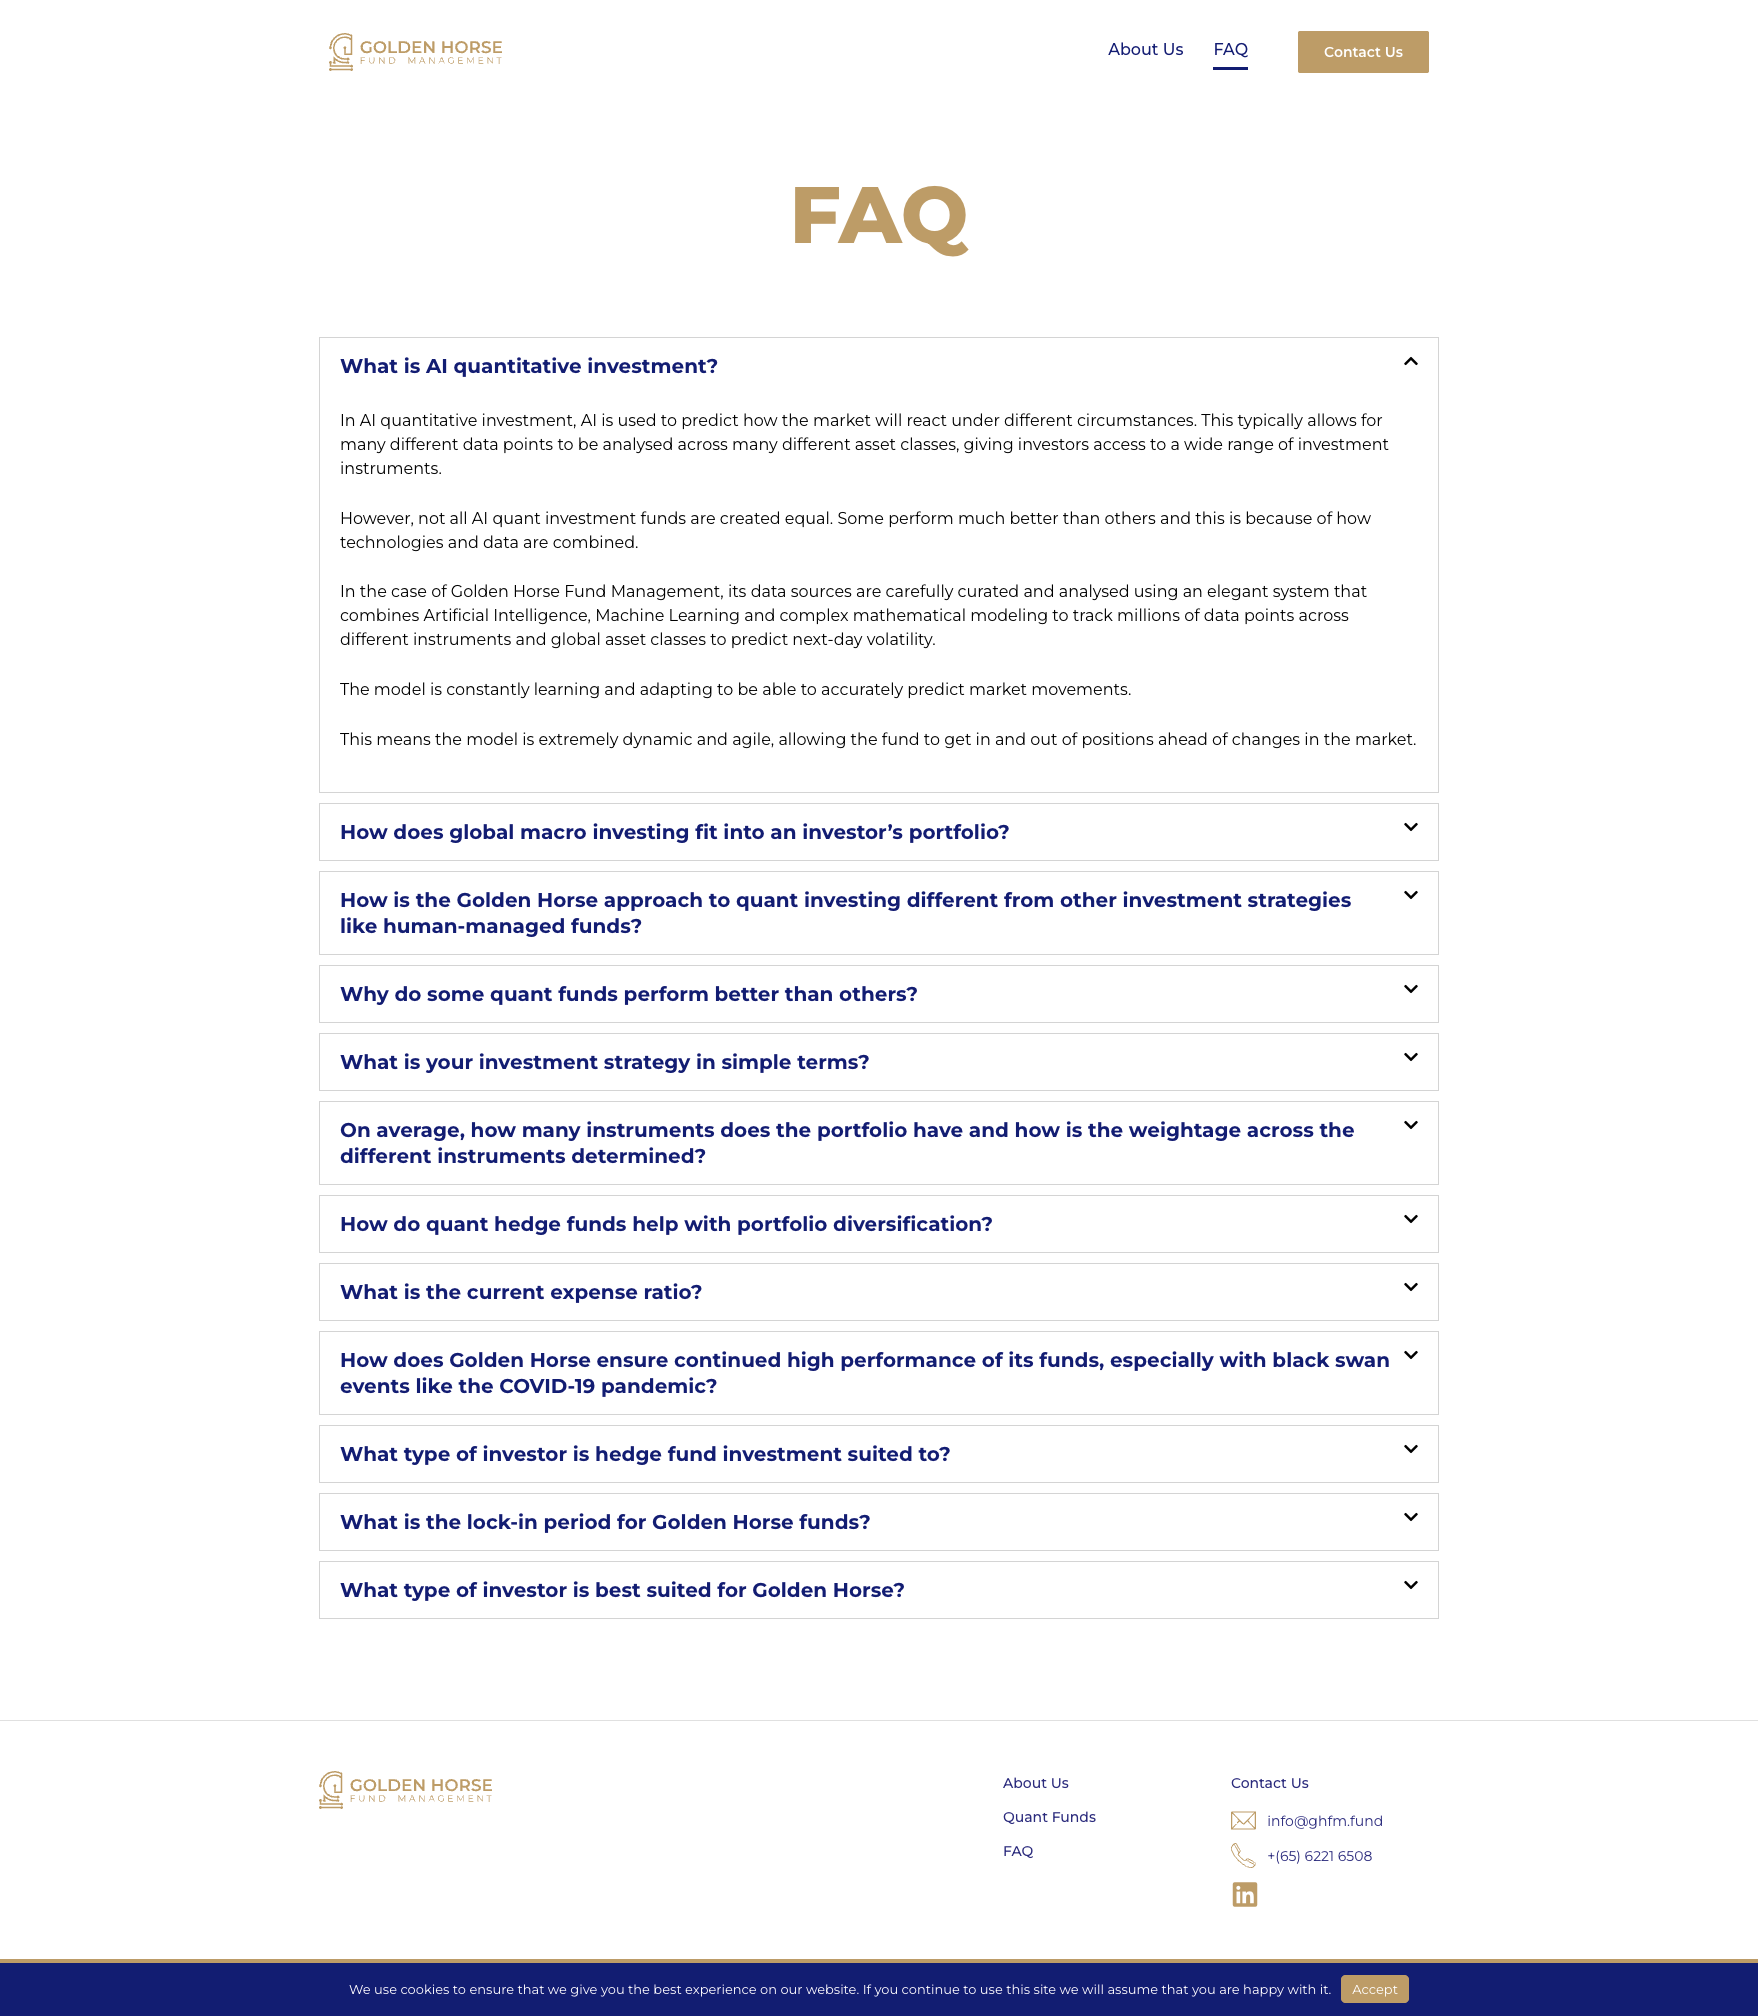 GOLDEN HORSE
FUND MANAGEMENT
About Us
FAQ
Contact Us
FAQ
What is AI quantitative investment?
In AI quantitative investment, AI is used to predict how the market will react under different circumstances. This typically allows for
many different data points to be analysed across many different asset classes, giving investors access to a wide range of investment
instruments.
However, not all AI quant investment funds are created equal. Some perform much better than others and this is because of how
technologies and data are combined.
In the case of Golden Horse Fund Management, its data sources are carefully curated and analysed using an elegant system that
combines Artificial Intelligence, Machine Learning and complex mathematical modeling to track millions of data points across
different instruments and global asset classes to predict next-day volatility.
The model is constantly learning and adapting to be able to accurately predict market movements.
This means the model is extremely dynamic and agile, allowing the fund to get in and out of positions ahead of changes in the market.
How does global macro investing fit into an investor’s portfolio?
How is the Golden Horse approach to quant investing different from other investment strategies
like human-managed funds?
Why do some quant funds perform better than others?
What is your investment strategy in simple terms?
On average, how many instruments does the portfolio have and how is the weightage across the
different instruments determined?
How do quant hedge funds help with portfolio diversification?
What is the current expense ratio?
How does Golden Horse ensure continued high performance of its funds, especially with black swan
events like the COVID-19 pandemic?
What type of investor is hedge fund investment suited to?
What is the lock-in period for Golden Horse funds?
What type of investor is best suited for Golden Horse?
GOLDEN HORSE
FUND MANAGEMENT
About Us
Quant Funds
FAQ
Contact Us
info@ghfm.fund
+(65) 6221 6508
in
We use cookies to ensure that we give you the best experience on our website. If you continue to use this site we will assume that you are happy with it.
Accept